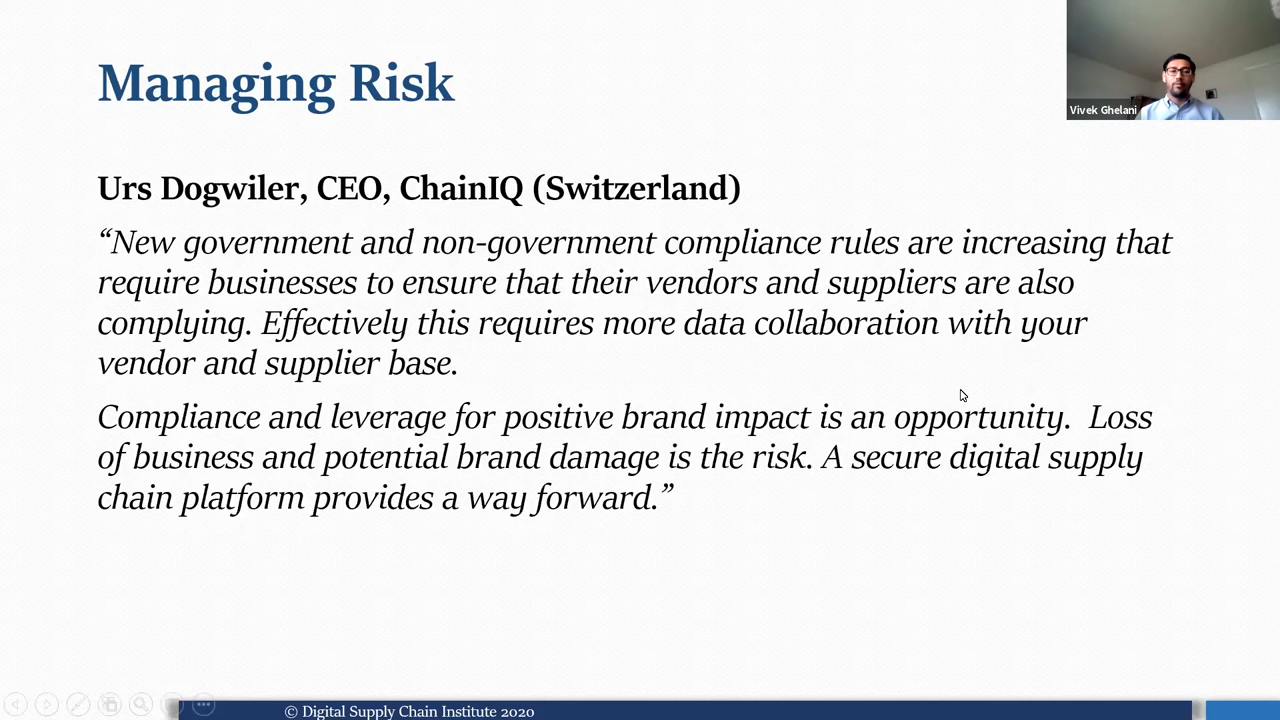 Managing Risk
Vivek Ghelani
Urs Dogwiler, CEO, ChainIQ (Switzerland)
“New government and non-government compliance rules are increasing that
require businesses to ensure that their vendors and suppliers are also
complying. Effectively this requires more data collaboration with your
vendor and supplier base.
Compliance and leverage for positive brand impact is an opportunity.  Loss
of business and potential brand damage is the risk. A secure digital supply
chain platform provides a way forward.”
© Digital Supply Chain Institute 2020